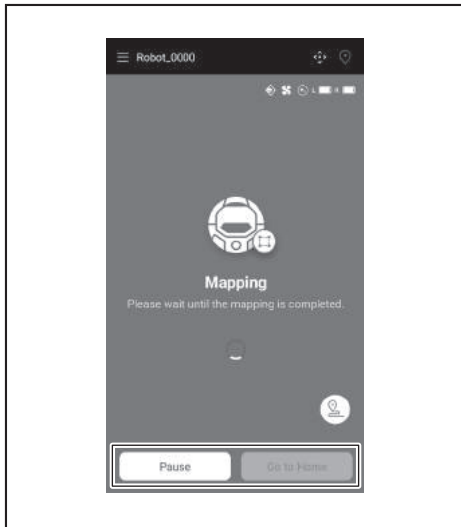 Robot_0000
L R
Mapping
Please wait until the mapping is completed.
Pause
Go to Home